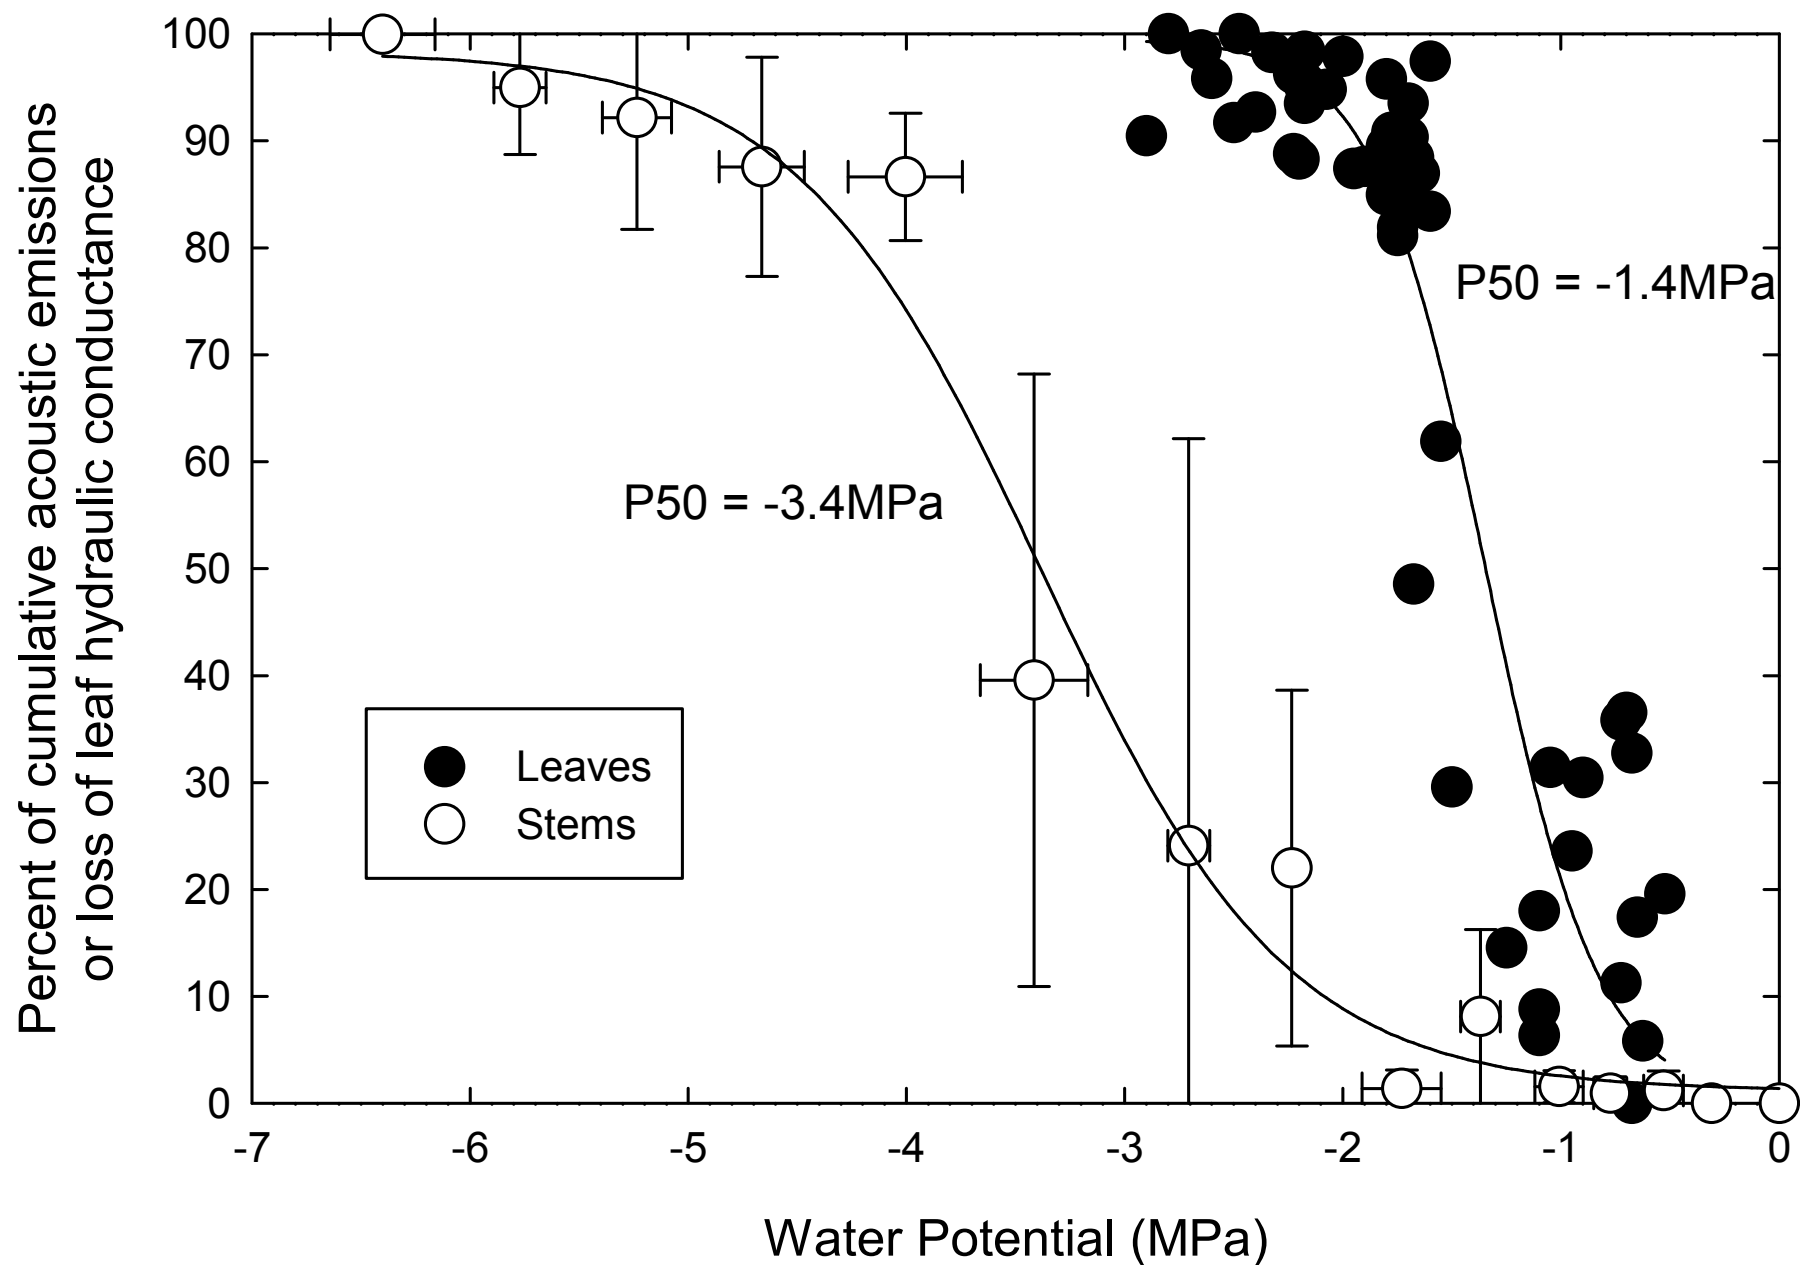 Percent of cumulative acoustic emissions
or loss of leaf hydraulic conductance
100
90
80
70
60
50
40
30
20
10
0
P50 = -1.4MPa
P50 = -3.4MPa
Leaves
Stems
-7 -6 -5 -4 -3 -2 -1 0
Water Potential (MPa)